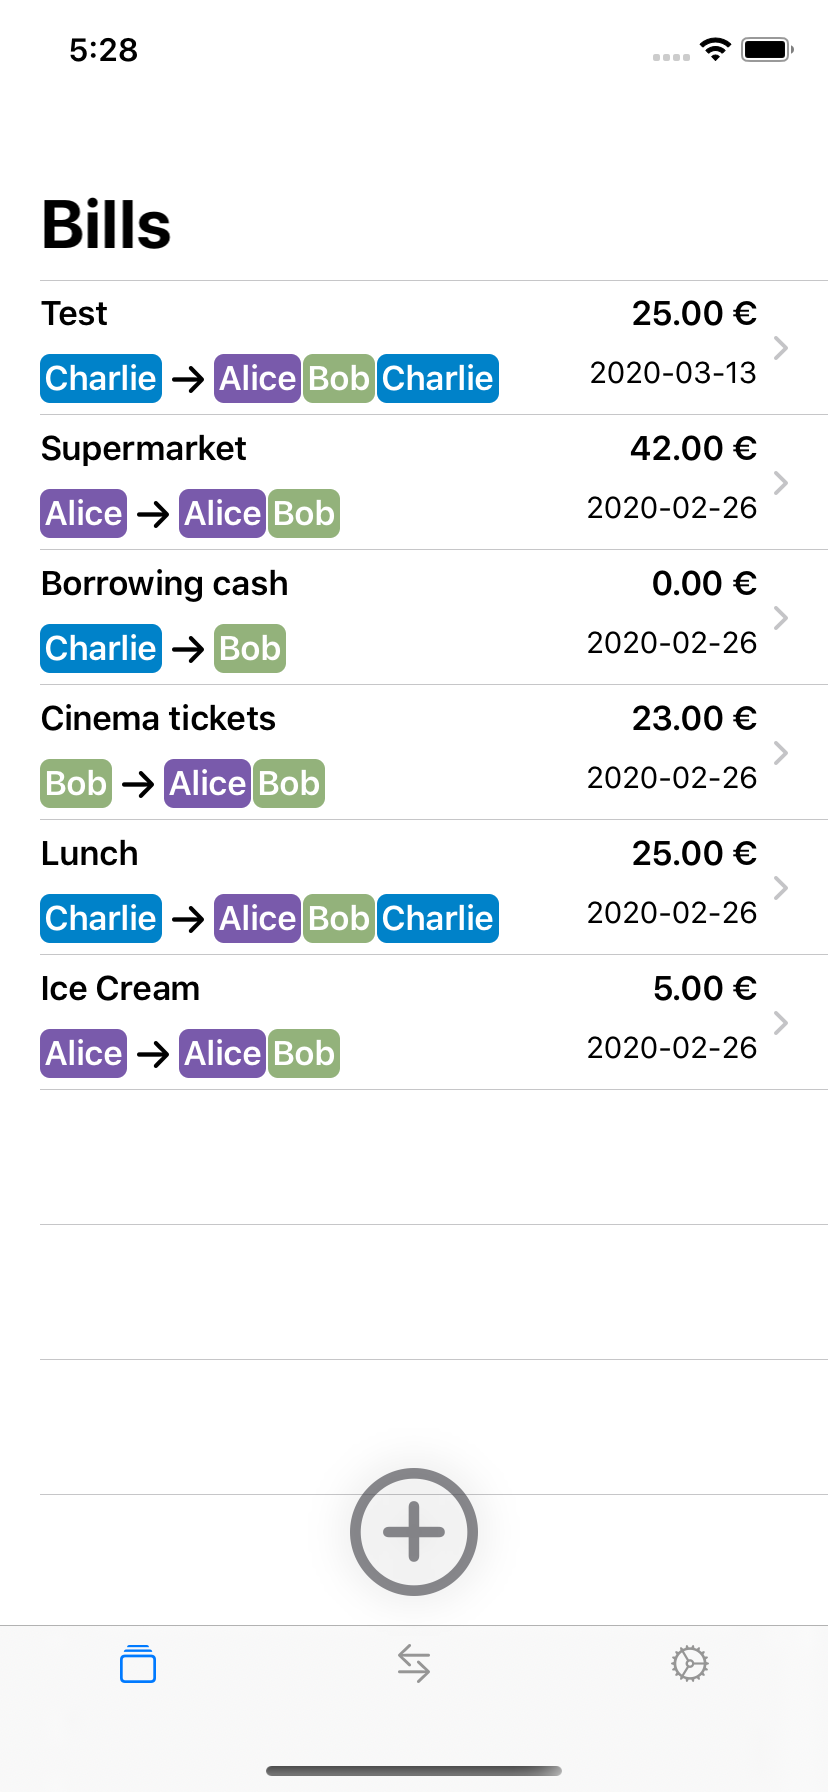 5:28
Bills
Test 25.00 €
Charlie → Alice Bob Charlie 2020-03-13
Supermarket 42.00 €
Alice → Alice Bob 2020-02-26
Borrowing cash 0.00 €
Charlie → Bob 2020-02-26
Cinema tickets 23.00 €
Bob → Alice Bob 2020-02-26
Lunch 25.00 €
Charlie → Alice Bob Charlie 2020-02-26
Ice Cream 5.00 €
Alice → Alice Bob 2020-02-26